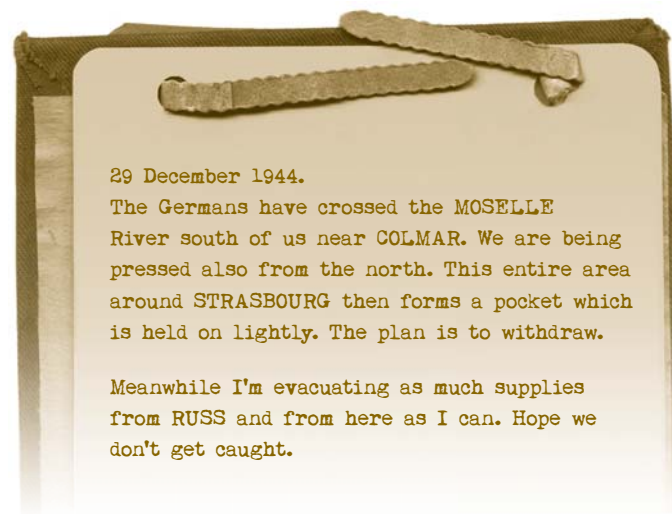 29 December 1944.
The Germans have crossed the MOSELLE
River south of us near COLMAR. We are being
pressed also from the north. This entire area
around STRASBOURG then forms a pocket which
is held on lightly. The plan is to withdraw.
Meanwhile I'm evacuating as much supplies
from RUSS and from here as I can. Hope we
don't get caught.